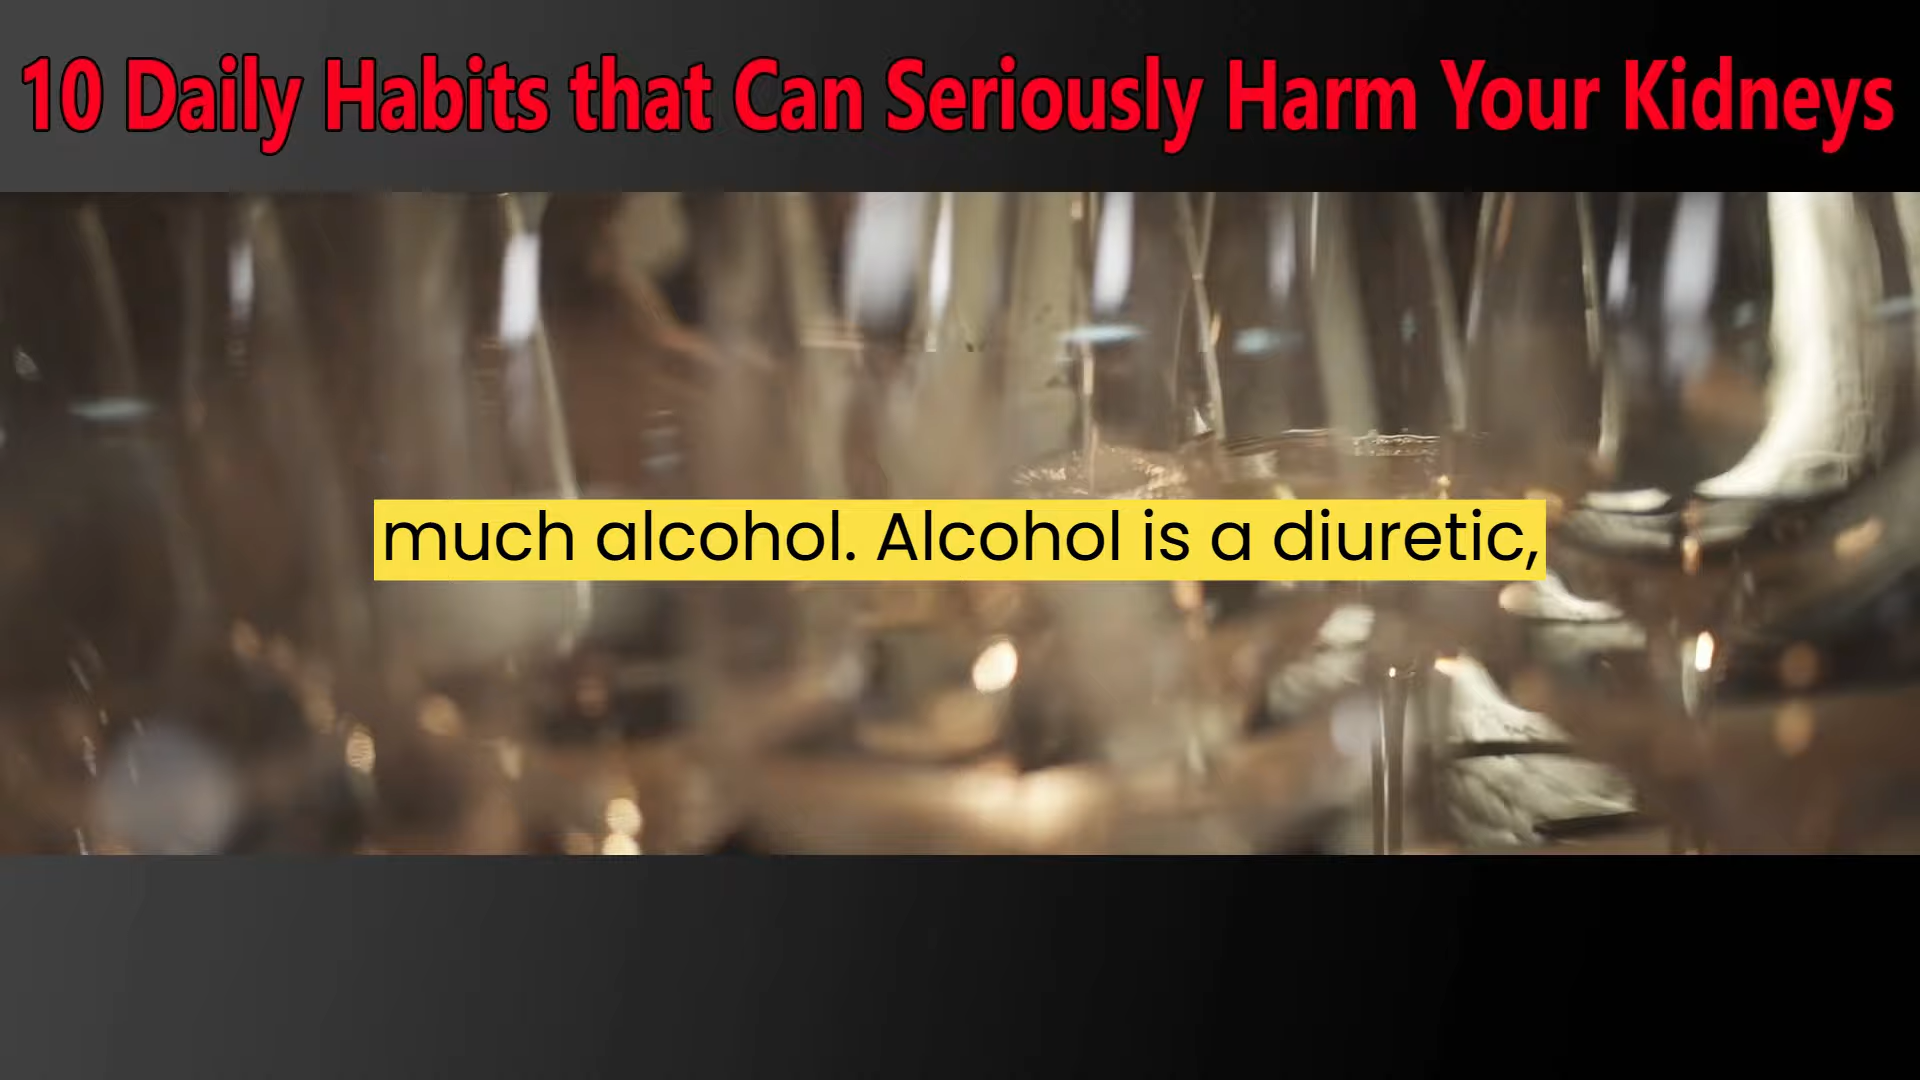 10 Daily Habits that Can Seriously Harm Your Kidneys
much alcohol. Alcohol is a diuretic,